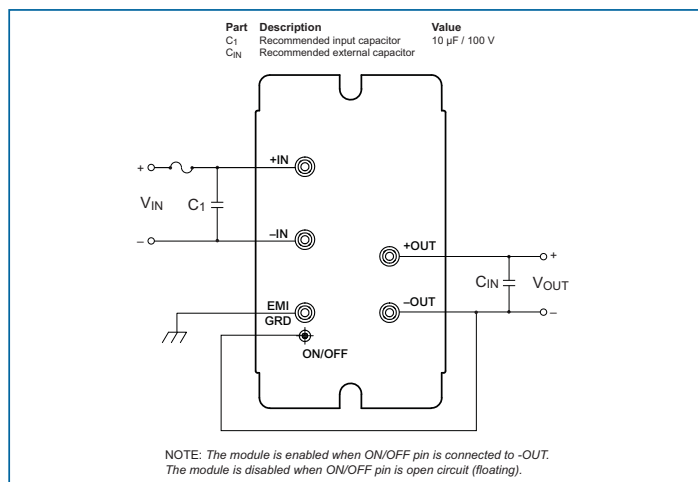 Part Description Value
C1 Recommended input capacitor 10 µF / 100 V
CIN Recommended external capacitor
+IN
+
VIN
C1
–
–IN
+OUT
+
CIN
VOUT
–OUT
–
EMI
GRD
ON/OFF
NOTE: The module is enabled when ON/OFF pin is connected to -OUT.
The module is disabled when ON/OFF pin is open circuit (floating).